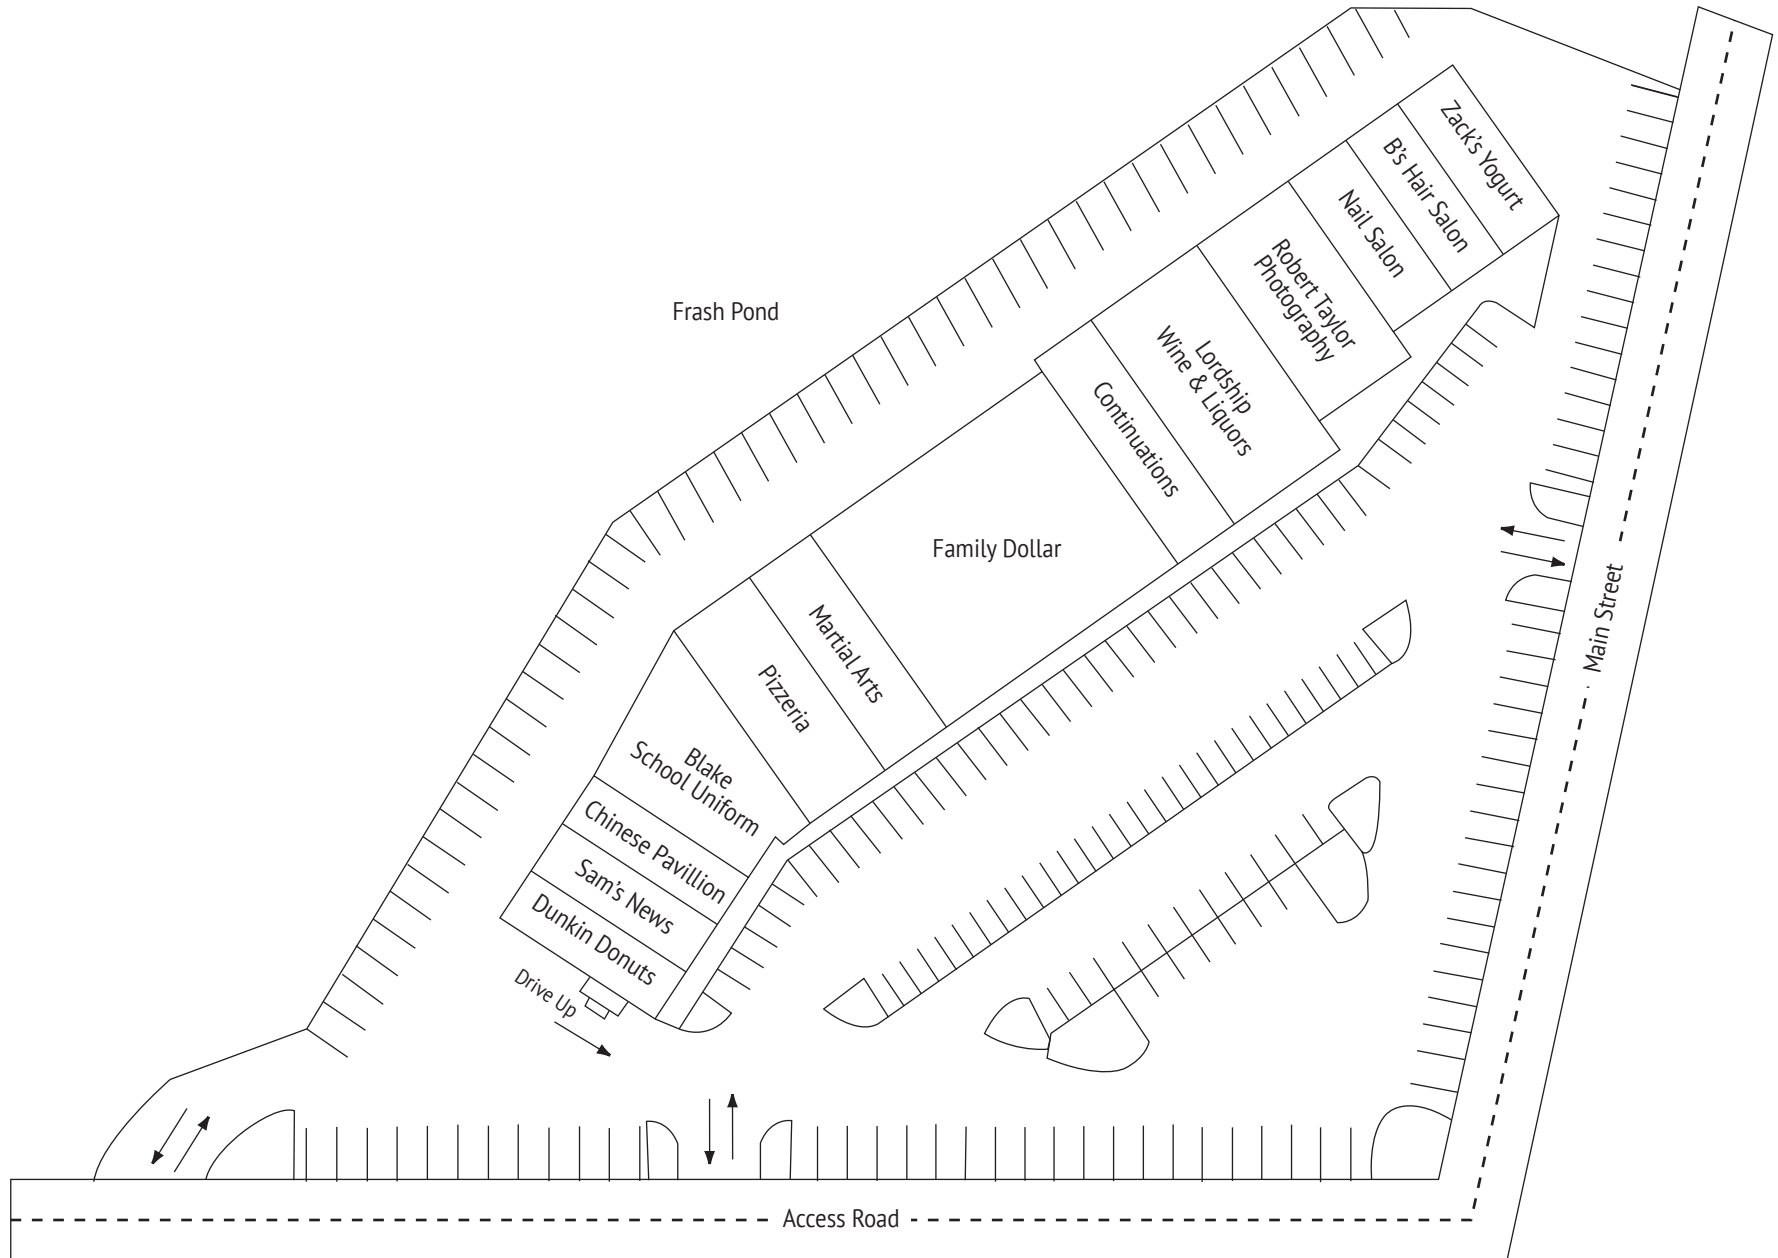 Zack's Yogurt
B's Hair Salon
Nail Salon
Robert Taylor
Photography
Lordship
Wine & Liquors
Continuations
Frash Pond
Family Dollar
Martial Arts
Pizzeria
Blake
School Uniform
Chinese Pavillion
Sam's News
Dunkin Donuts
Drive Up
Main Street
Access Road